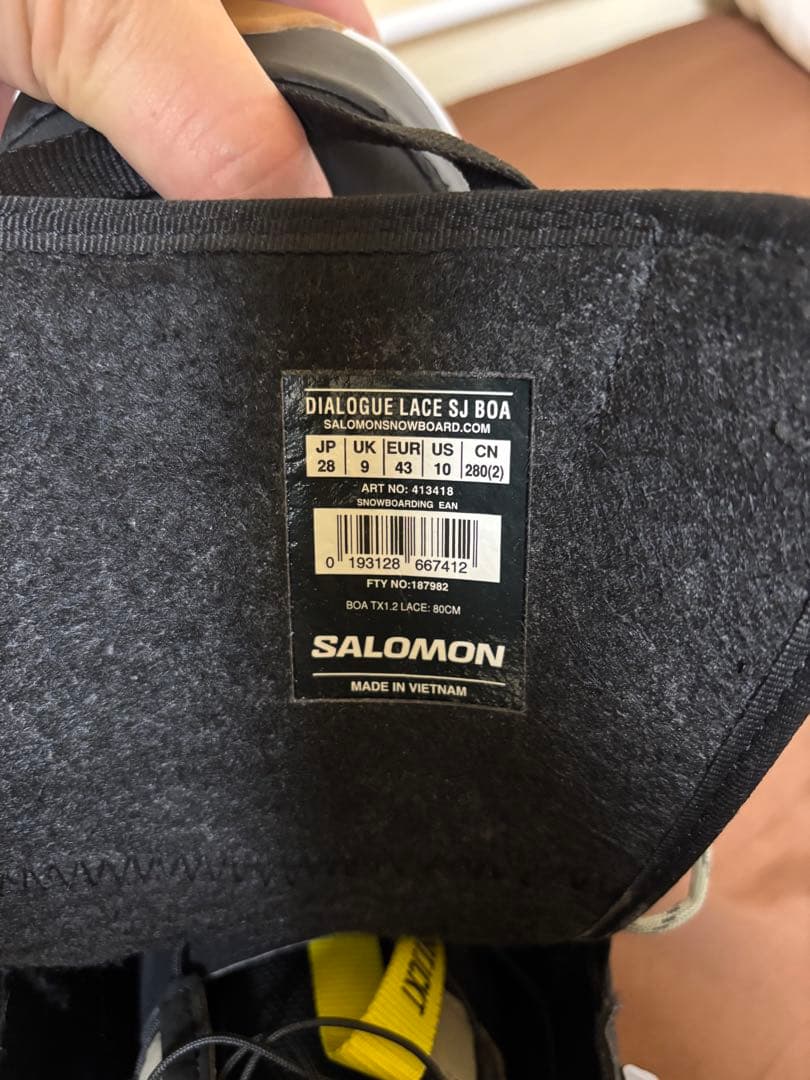 DIALOGUE LACE SJ BOA
SALOMONSNOWBOARD.COM
JP UK EUR US CN
28 9 43 10 280(2)
ART NO: 413418
SNOWBOARDING EAN
0 193128 667412
FTY NO:187982
BOA TX1.2 LACE: 80CM
SALOMON
MADE IN VIETNAM